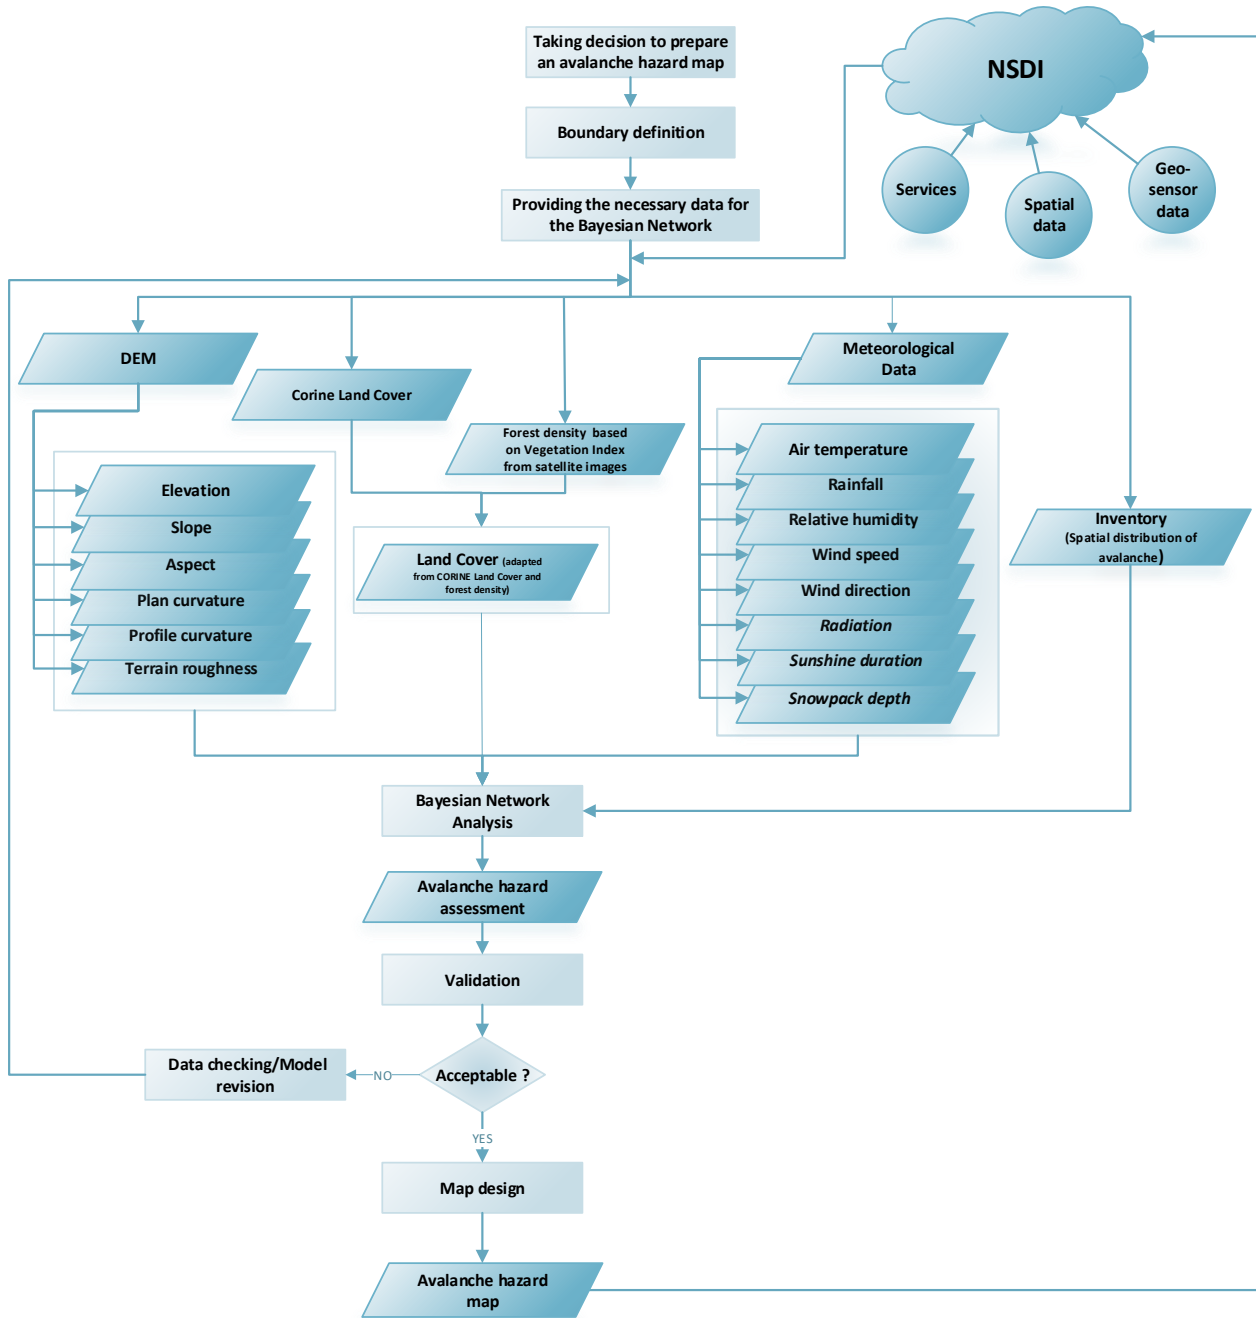 Taking decision to prepare
an avalanche hazard map
NSDI
Boundary definition
Services
Spatial
data
Geo-
sensor
data
Providing the necessary data for
the Bayesian Network
DEM
Corine Land Cover
Forest density based
on Vegetation Index
from satellite images
Meteorological
Data
Elevation
Slope
Aspect
Plan curvature
Profile curvature
Terrain roughness
Land Cover (adapted
from CORINE Land Cover and
forest density)
Air temperature
Rainfall
Relative humidity
Wind speed
Wind direction
Radiation
Sunshine duration
Snowpack depth
Inventory
(Spatial distribution of
avalanche)
Bayesian Network
Analysis
Avalanche hazard
assessment
Validation
Acceptable ?
NO
Data checking/Model
revision
YES
Map design
Avalanche hazard
map